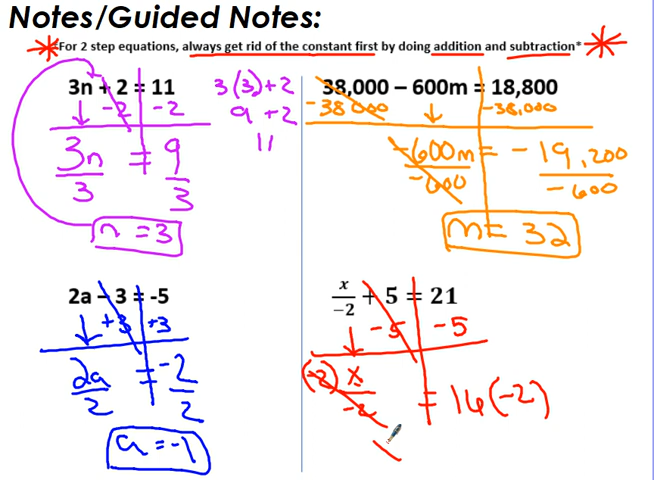 Notes/Guided Notes:
*For 2 step equations, always get rid of the constant first by doing addition and subtraction*
3n + 2 = 11
-2 -2
3n = 9
3 3
n = 3
3(3)+2
9 + 2
11
38,000 – 600m = 18,800
-38000 -38,000
-600m = -19,200
-600 -600
m = 32
2a – 3 = -5
+3 +3
2a = -2
2 2
a = -1
x
-2 + 5 = 21
-5 -5
(-2) x = 16(-2)
-2